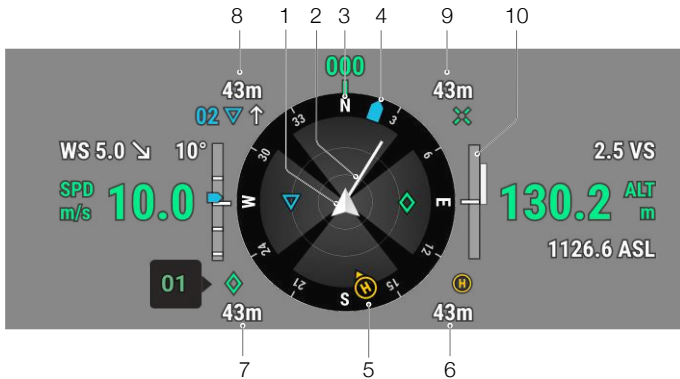 8 1 2 3 4 9 10
000
43m 43m
02
N
33 3
WS 5.0 ↘ 10° 30 6 2.5 VS
SPD m/s 10.0 W E 130.2 ALT m
24 12 1126.6 ASL
01 21 S H 15 H
43m 43m
7 5 6